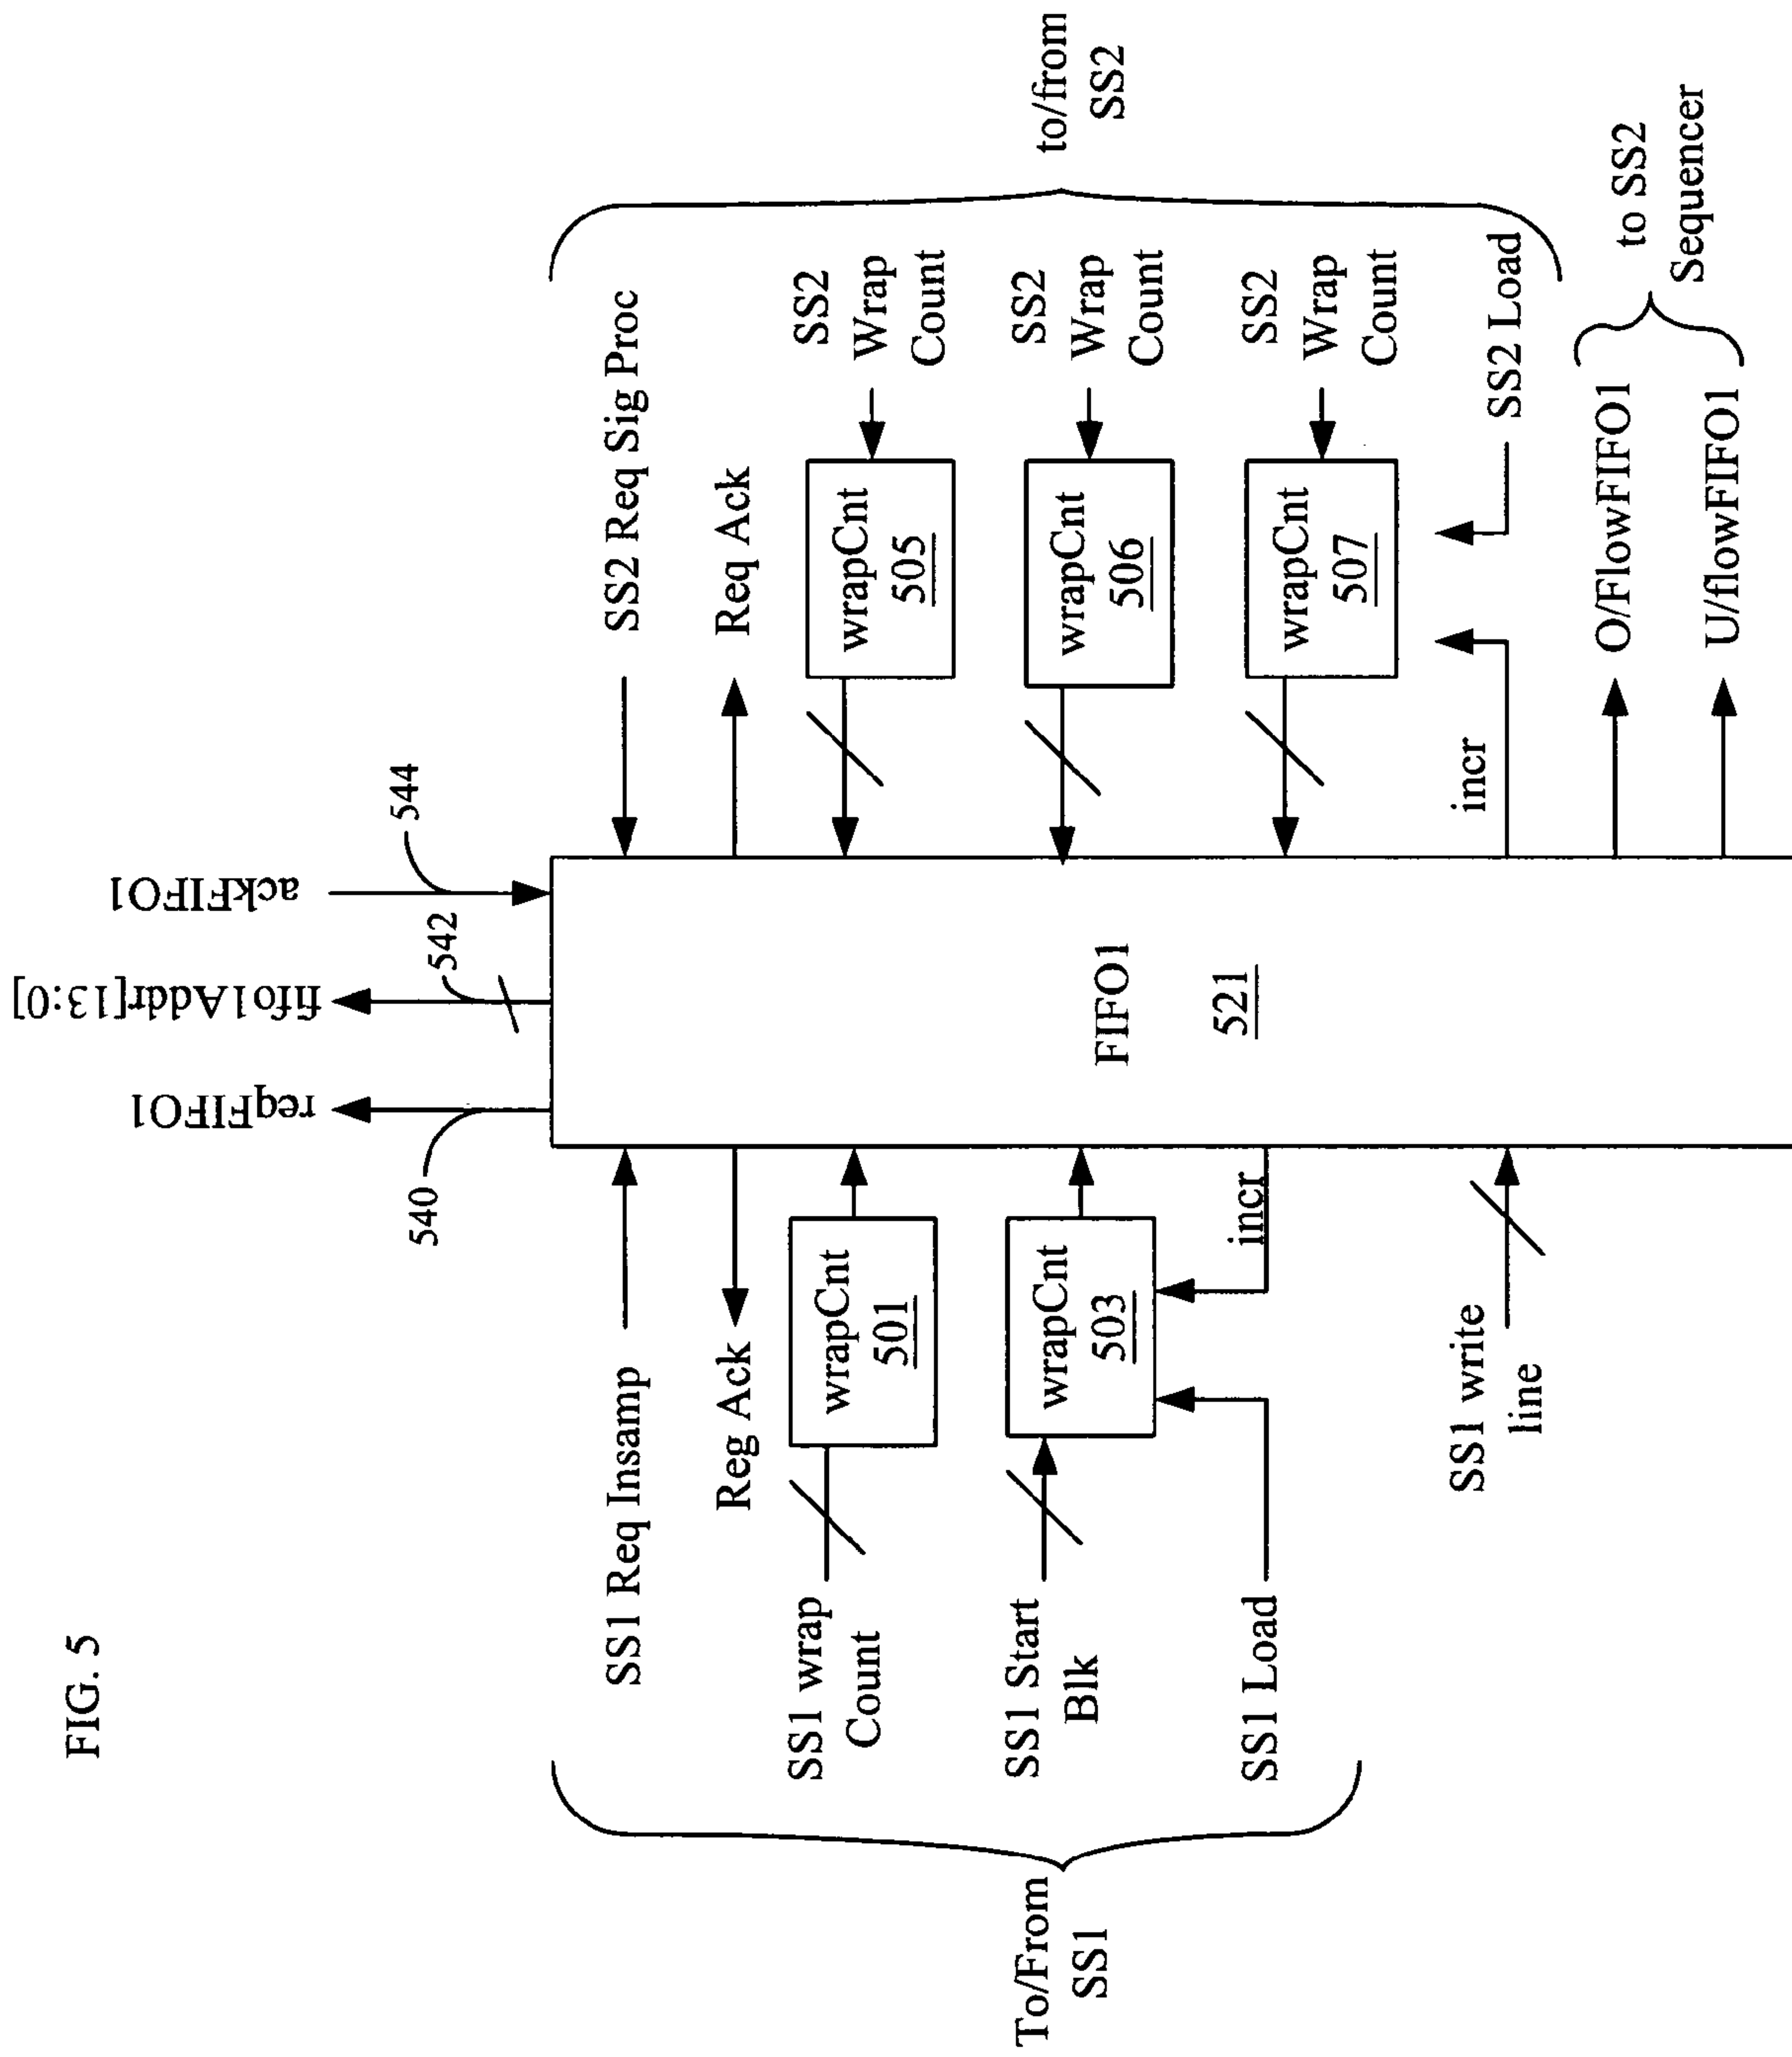 FIG. 5
To/From
SS1
SS1 Req Insamp
Reg Ack
SS1 wrap
Count
wrapCnt
501
SS1 Start
Blk
wrapCnt
503
SS1 Load
incr
SS1 write
line
540
reqFIFO1
542
fifo1Addr[13:0]
544
ackFIFO1
FIFO1
521
SS2 Req Sig Proc
Req Ack
wrapCnt
505
SS2
Wrap
Count
wrapCnt
506
SS2
Wrap
Count
wrapCnt
507
SS2
Wrap
Count
incr
SS2 Load
to/from
SS2
O/FlowFIFO1
U/flowFIFO1
to SS2
Sequencer